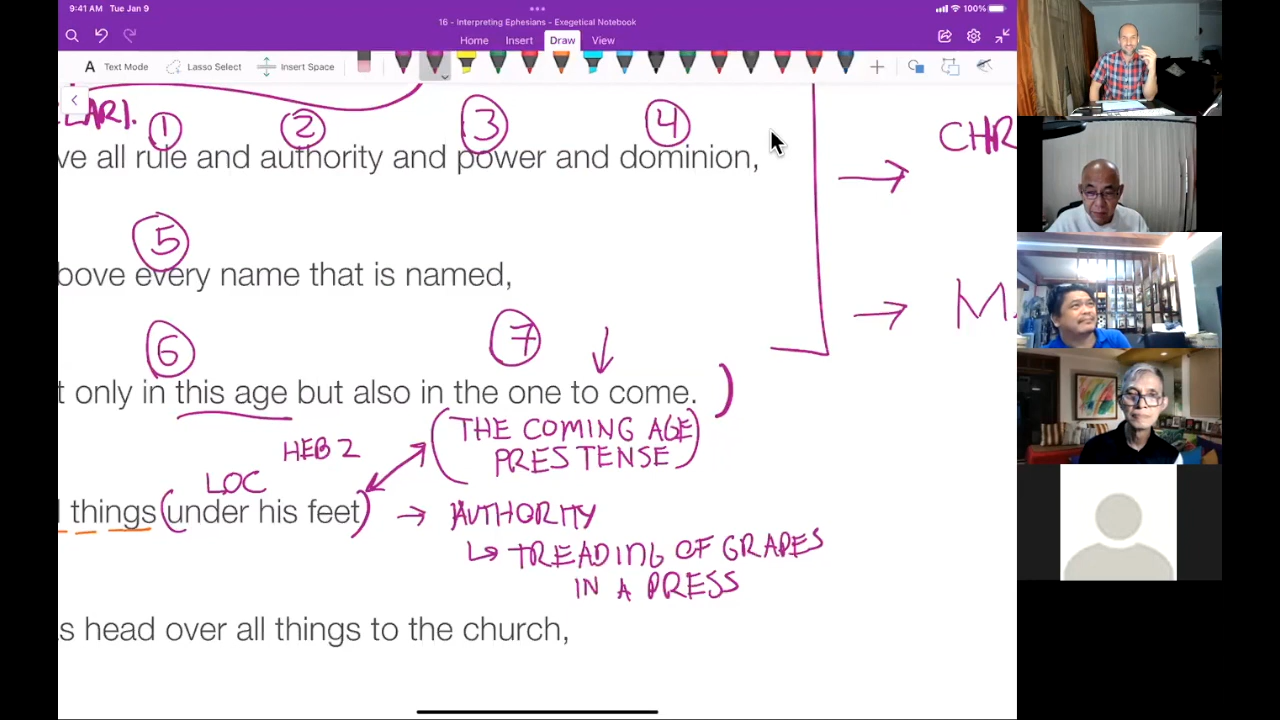 9:41 AM Tue Jan 9
100%
16 - Interpreting Ephesians - Exegetical Notebook
Home Insert Draw View
A Text Mode Lasso Select Insert Space
LARI.
1 2 3 4
CHR
ve all rule and authority and power and dominion,
5
bove every name that is named,
6 7
t only in this age but also in the one to come. )
(THE COMING AGE
PRES TENSE)
HEB 2
LOC
things (under his feet) → AUTHORITY
↳ TREADING OF GRAPES
IN A PRESS
s head over all things to the church,